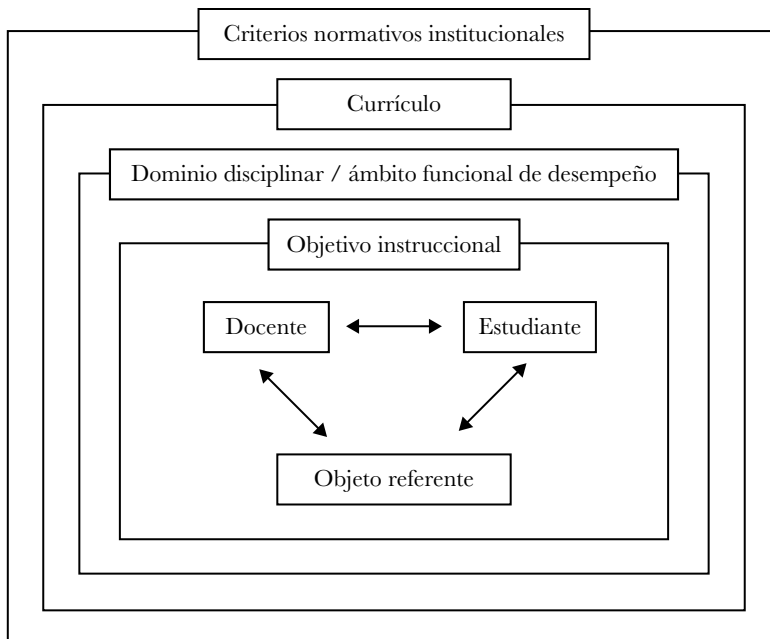 Criterios normativos institucionales
Currículo
Dominio disciplinar / ámbito funcional de desempeño
Objetivo instruccional
Docente
Estudiante
Objeto referente